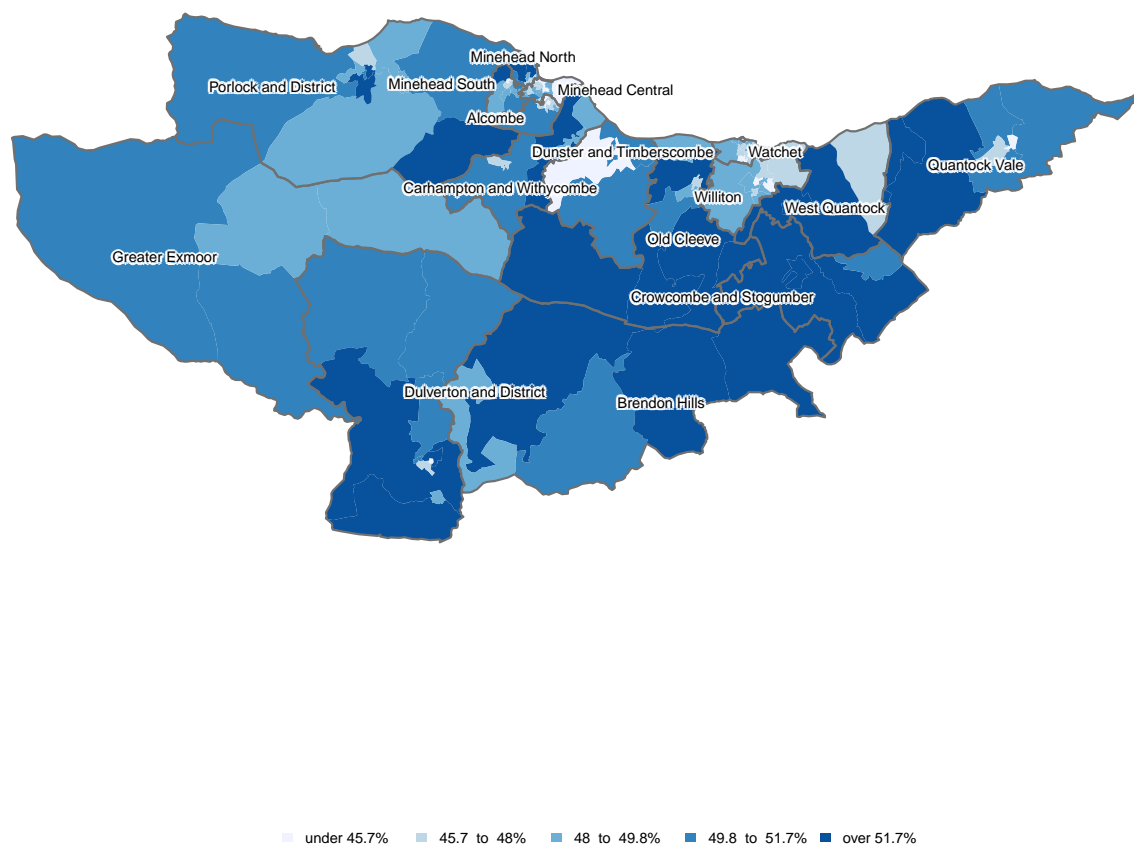 Minehead North
Porlock and District
Minehead South
Minehead Central
Alcombe
Dunster and Timberscombe
Watchet
Quantock Vale
Carhampton and Withycombe
Williton
West Quantock
Old Cleeve
Greater Exmoor
Crowcombe and Stogumber
Dulverton and District
Brendon Hills
under 45.7%
45.7 to 48%
48 to 49.8%
49.8 to 51.7%
over 51.7%